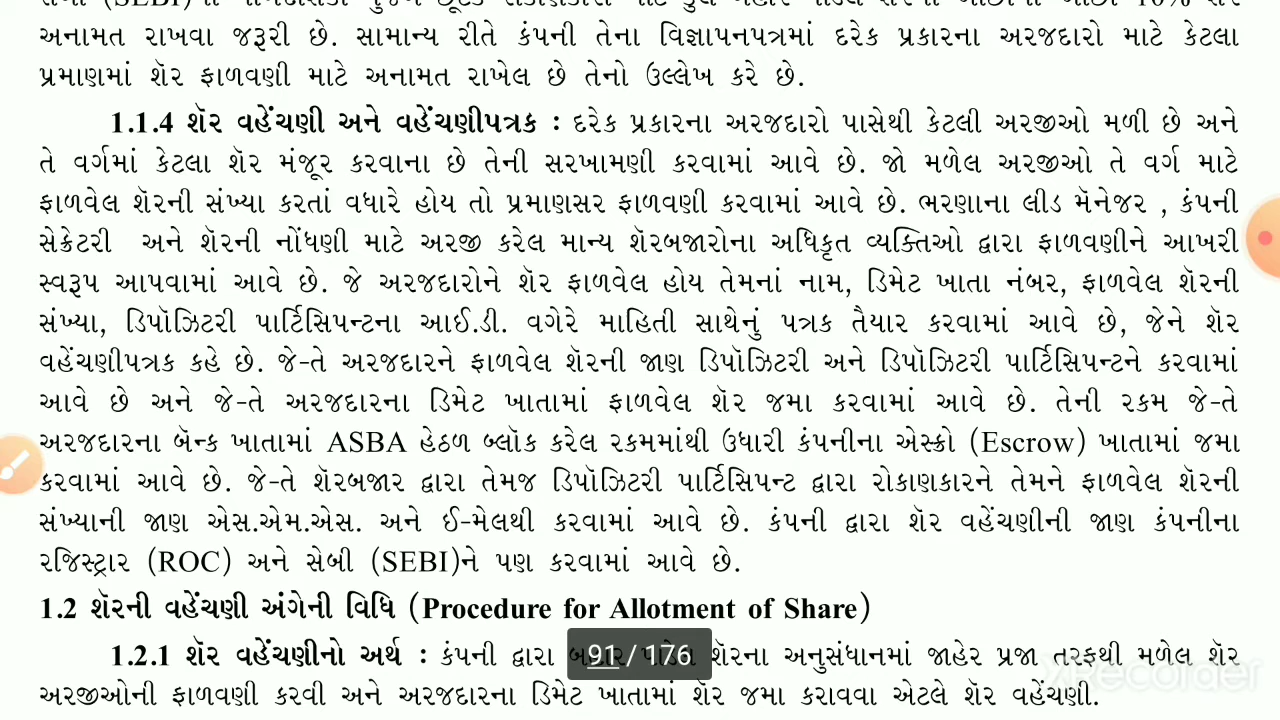 અનામત રાખવા જરૂરી છે. સામાન્ય રીતે કંપની તેના વિજ્ઞાપનપત્રમાં દરેક પ્રકારના અરજદારો માટે કેટલા
પ્રમાણમાં શૅર ફાળવણી માટે અનામત રાખેલ છે તેનો ઉલ્લેખ કરે છે.
1.1.4 શૅર વહેંચણી અને વહેંચણીપત્રક : દરેક પ્રકારના અરજદારો પાસેથી કેટલી અરજીઓ મળી છે અને
તે વર્ગમાં કેટલા શૅર મંજૂર કરવાના છે તેની સરખામણી કરવામાં આવે છે. જો મળેલ અરજીઓ તે વર્ગ માટે
ફાળવેલ શૅરની સંખ્યા કરતાં વધારે હોય તો પ્રમાણસર ફાળવણી કરવામાં આવે છે. ભરણાના લીડ મૅનેજર , કંપની
સેક્રેટરી અને શૅરની નોંધણી માટે અરજી કરેલ માન્ય શૅરબજારોના અધિકૃત વ્યક્તિઓ દ્વારા ફાળવણીને આખરી
સ્વરૂપ આપવામાં આવે છે. જે અરજદારોને શૅર ફાળવેલ હોય તેમનાં નામ, ડિમેટ ખાતા નંબર, ફાળવેલ શૅરની
સંખ્યા, ડિપૉઝિટરી પાર્ટિસિપન્ટના આઈ.ડી. વગેરે માહિતી સાથેનું પત્રક તૈયાર કરવામાં આવે છે, જેને શૅર
વહેંચણીપત્રક કહે છે. જે-તે અરજદારને ફાળવેલ શૅરની જાણ ડિપૉઝિટરી અને ડિપૉઝિટરી પાર્ટિસિપન્ટને કરવામાં
આવે છે અને જે-તે અરજદારના ડિમેટ ખાતામાં ફાળવેલ શૅર જમા કરવામાં આવે છે. તેની રકમ જે-તે
અરજદારના બૅન્ક ખાતામાં ASBA હેઠળ બ્લૉક કરેલ રકમમાંથી ઉધારી કંપનીના એસ્ક્રો (Escrow) ખાતામાં જમા
કરવામાં આવે છે. જે-તે શૅરબજાર દ્વારા તેમજ ડિપૉઝિટરી પાર્ટિસિપન્ટ દ્વારા રોકાણકારને તેમને ફાળવેલ શૅરની
સંખ્યાની જાણ એસ.એમ.એસ. અને ઈ-મેલથી કરવામાં આવે છે. કંપની દ્વારા શૅર વહેંચણીની જાણ કંપનીના
રજિસ્ટ્રાર (ROC) અને સેબી (SEBI)ને પણ કરવામાં આવે છે.
1.2 શૅરની વહેંચણી અંગેની વિધિ (Procedure for Allotment of Share)
1.2.1 શૅર વહેંચણીનો અર્થ : કંપની દ્વારા શૅરના અનુસંધાનમાં જાહેર પ્રજા તરફથી મળેલ શૅર
91 / 176
અરજીઓની ફાળવણી કરવી અને અરજદારના ડિમેટ ખાતામાં શૅર જમા કરાવવા એટલે શૅર વહેંચણી.
XRecorder